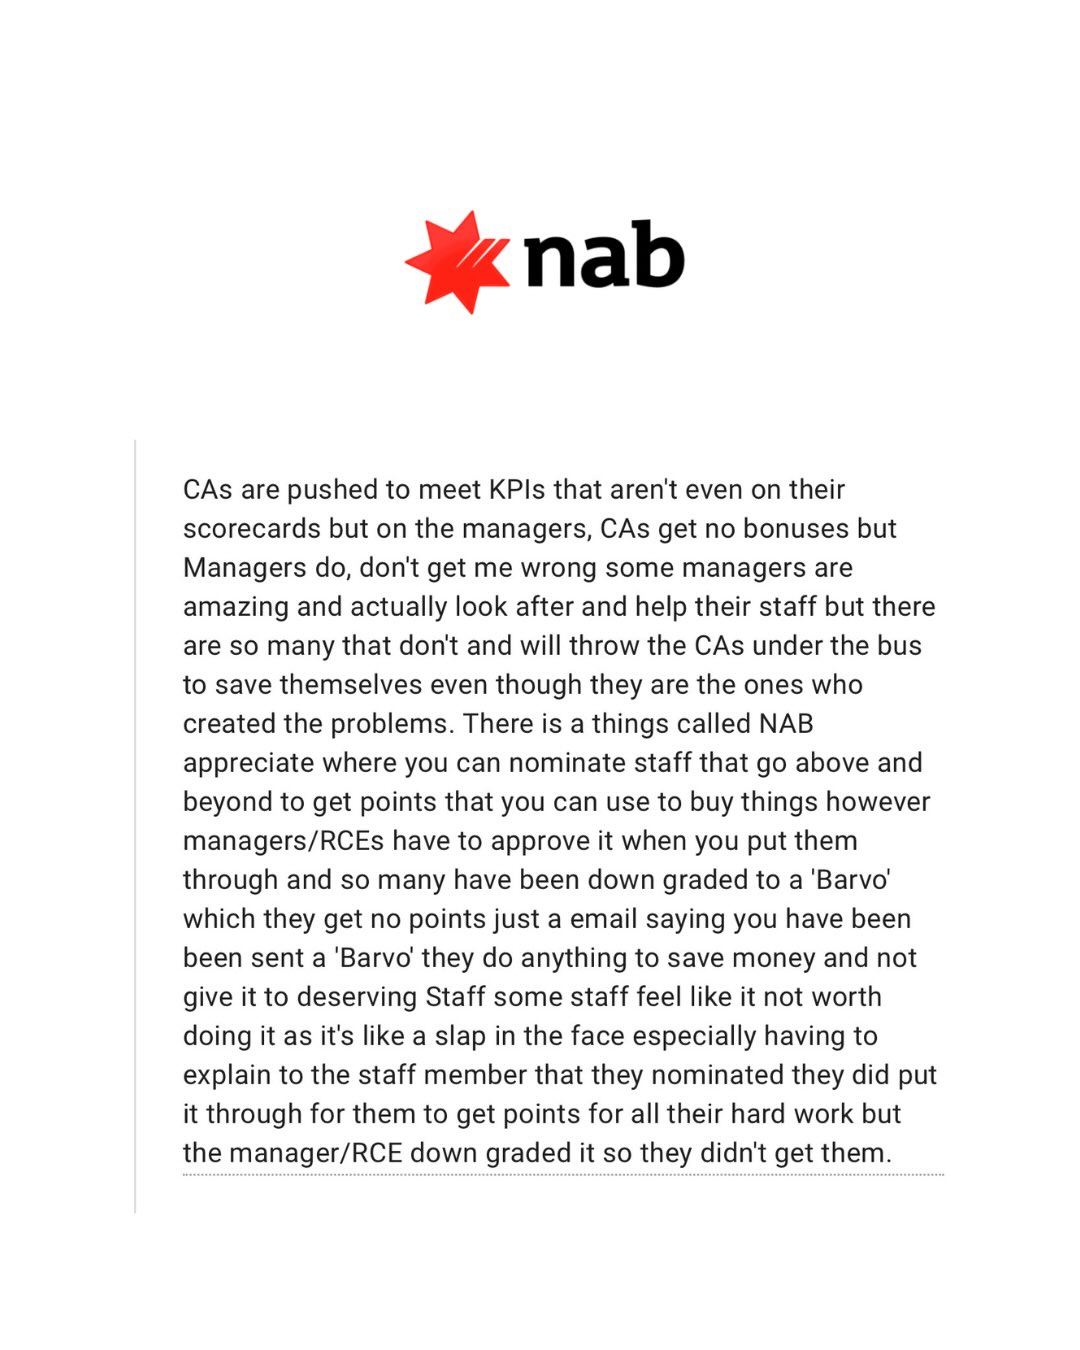 nab
CAs are pushed to meet KPIs that aren't even on their
scorecards but on the managers, CAs get no bonuses but
Managers do, don't get me wrong some managers are
amazing and actually look after and help their staff but there
are so many that don't and will throw the CAs under the bus
to save themselves even though they are the ones who
created the problems. There is a things called NAB
appreciate where you can nominate staff that go above and
beyond to get points that you can use to buy things however
managers/RCEs have to approve it when you put them
through and so many have been down graded to a 'Barvo'
which they get no points just a email saying you have been
been sent a 'Barvo' they do anything to save money and not
give it to deserving Staff some staff feel like it not worth
doing it as it's like a slap in the face especially having to
explain to the staff member that they nominated they did put
it through for them to get points for all their hard work but
the manager/RCE down graded it so they didn't get them.